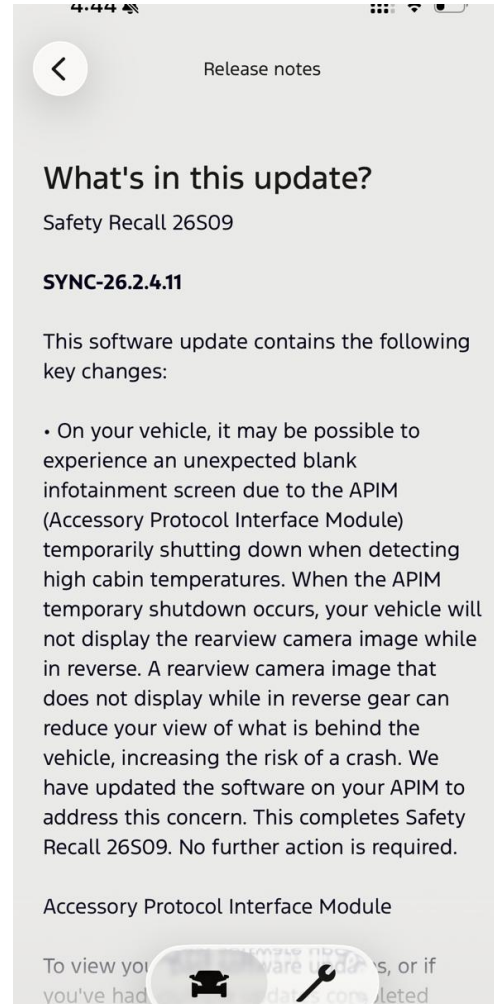 4:44
Release notes
What's in this update?
Safety Recall 26S09
SYNC-26.2.4.11
This software update contains the following
key changes:
• On your vehicle, it may be possible to
experience an unexpected blank
infotainment screen due to the APIM
(Accessory Protocol Interface Module)
temporarily shutting down when detecting
high cabin temperatures. When the APIM
temporary shutdown occurs, your vehicle will
not display the rearview camera image while
in reverse. A rearview camera image that
does not display while in reverse gear can
reduce your view of what is behind the
vehicle, increasing the risk of a crash. We
have updated the software on your APIM to
address this concern. This completes Safety
Recall 26S09. No further action is required.
Accessory Protocol Interface Module
To view or if
you've had